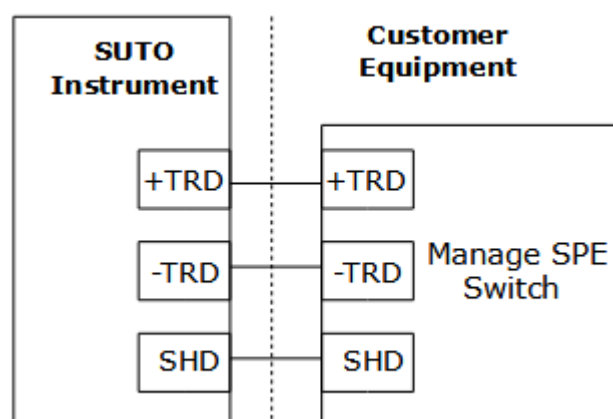 SUTO
Instrument
Customer
Equipment
+TRD
+TRD
-TRD
-TRD
Manage SPE
Switch
SHD
SHD